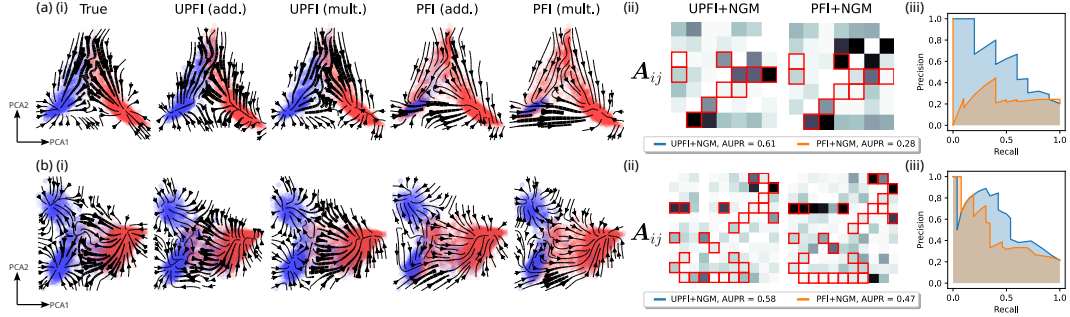 (a) (i) True UPFI (add.) UPFI (mult.) PFI (add.) PFI (mult.)
PCA2
PCA1
(ii) UPFI+NGM PFI+NGM
A_ij
UPFI+NGM, AUPR = 0.61 PFI+NGM, AUPR = 0.28
(iii)
Precision
1.0
0.8
0.6
0.4
0.2
0.0
0.0 0.5 1.0
Recall
(b) (i)
PCA2
PCA1
(ii)
A_ij
UPFI+NGM, AUPR = 0.58 PFI+NGM, AUPR = 0.47
(iii)
Precision
1.0
0.8
0.6
0.4
0.2
0.0
0.0 0.5 1.0
Recall